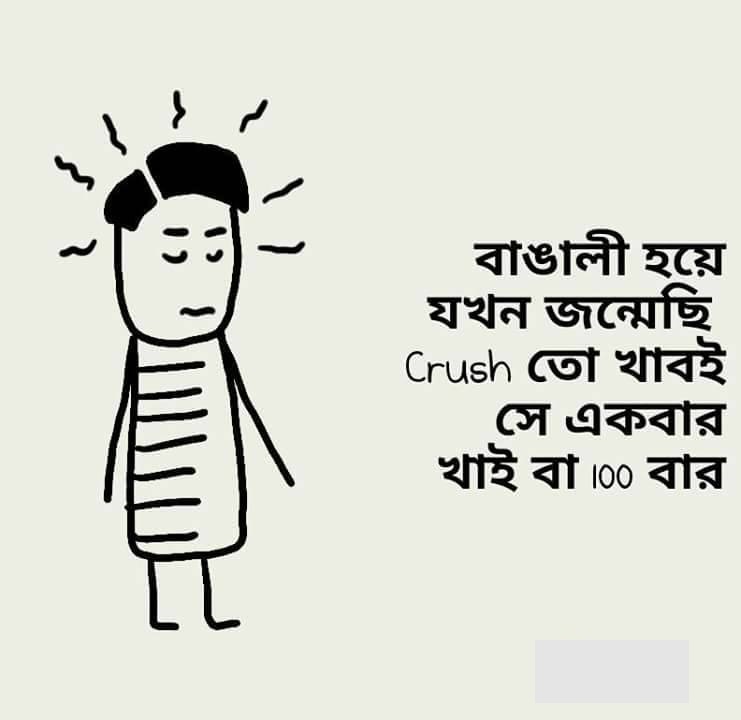 বাঙালী হয়ে
যখন জন্মেছি
Crush তো খাবই
সে একবার
খাই বা 100 বার